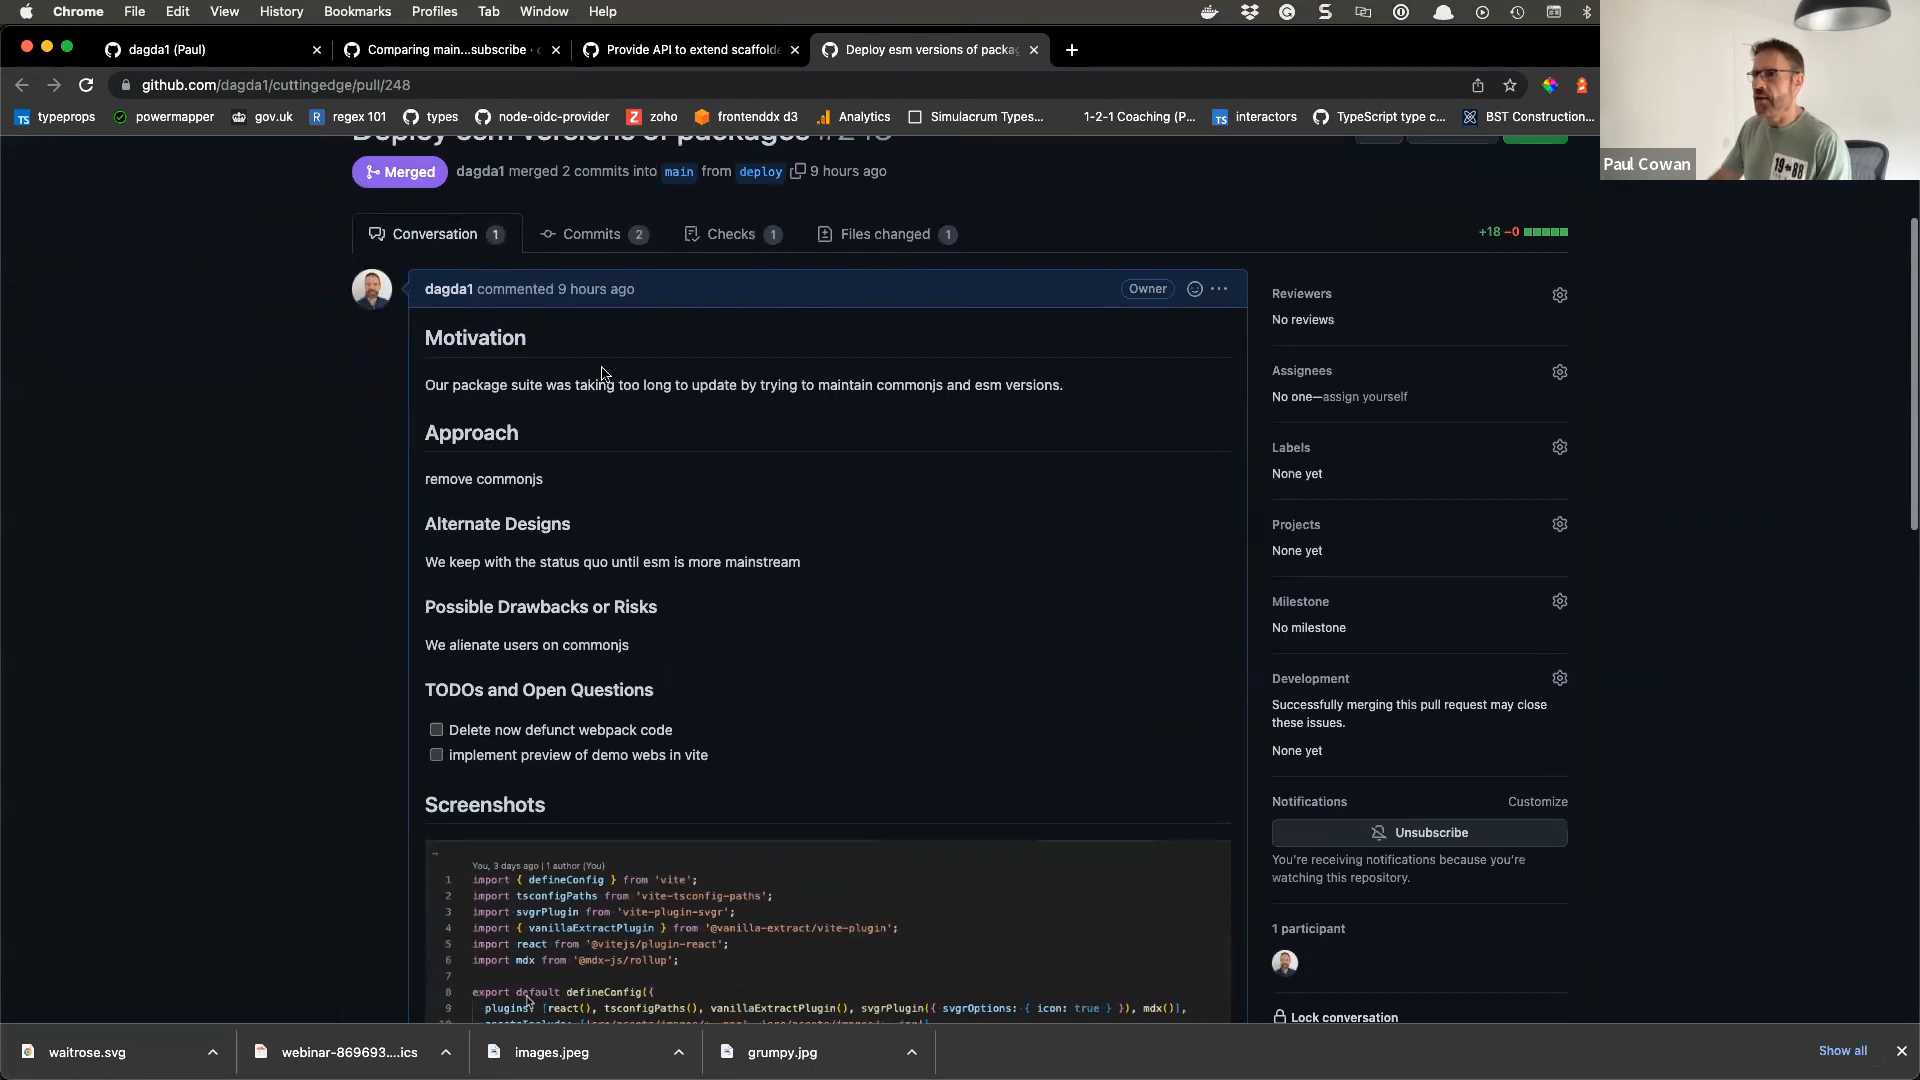 Chrome File Edit View History Bookmarks Profiles Tab Window Help
dagda1 (Paul)
Comparing main...subscribe ·
Provide API to extend scaffold
Deploy esm versions of packag
github.com/dagda1/cuttingedge/pull/248
typeprops
powermapper
gov.uk
regex 101
types
node-oidc-provider
zoho
frontenddx d3
Analytics
Simulacrum Types...
1-2-1 Coaching (P...
interactors
TypeScript type c...
BST Construction...
19●88
Paul Cowan
Deploy esm versions of packages #248
Merged
dagda1 merged 2 commits into main from deploy 9 hours ago
Conversation 1
Commits 2
Checks 1
Files changed 1
+18 −0
dagda1 commented 9 hours ago
Owner
Motivation
Our package suite was taking too long to update by trying to maintain commonjs and esm versions.
Approach
remove commonjs
Alternate Designs
We keep with the status quo until esm is more mainstream
Possible Drawbacks or Risks
We alienate users on commonjs
TODOs and Open Questions
Delete now defunct webpack code
implement preview of demo webs in vite
Screenshots
You, 3 days ago | 1 author (You)
1 import { defineConfig } from 'vite';
2 import tsconfigPaths from 'vite-tsconfig-paths';
3 import svgrPlugin from 'vite-plugin-svgr';
4 import { vanillaExtractPlugin } from '@vanilla-extract/vite-plugin';
5 import react from '@vitejs/plugin-react';
6 import mdx from '@mdx-js/rollup';
7
8 export default defineConfig({
9 plugins: [react(), tsconfigPaths(), vanillaExtractPlugin(), svgrPlugin({ svgrOptions: { icon: true } }), mdx()],
Reviewers
No reviews
Assignees
No one—assign yourself
Labels
None yet
Projects
None yet
Milestone
No milestone
Development
Successfully merging this pull request may close
these issues.
None yet
Notifications
Customize
Unsubscribe
You're receiving notifications because you're
watching this repository.
1 participant
Lock conversation
waitrose.svg
webinar-869693....ics
images.jpeg
grumpy.jpg
Show all